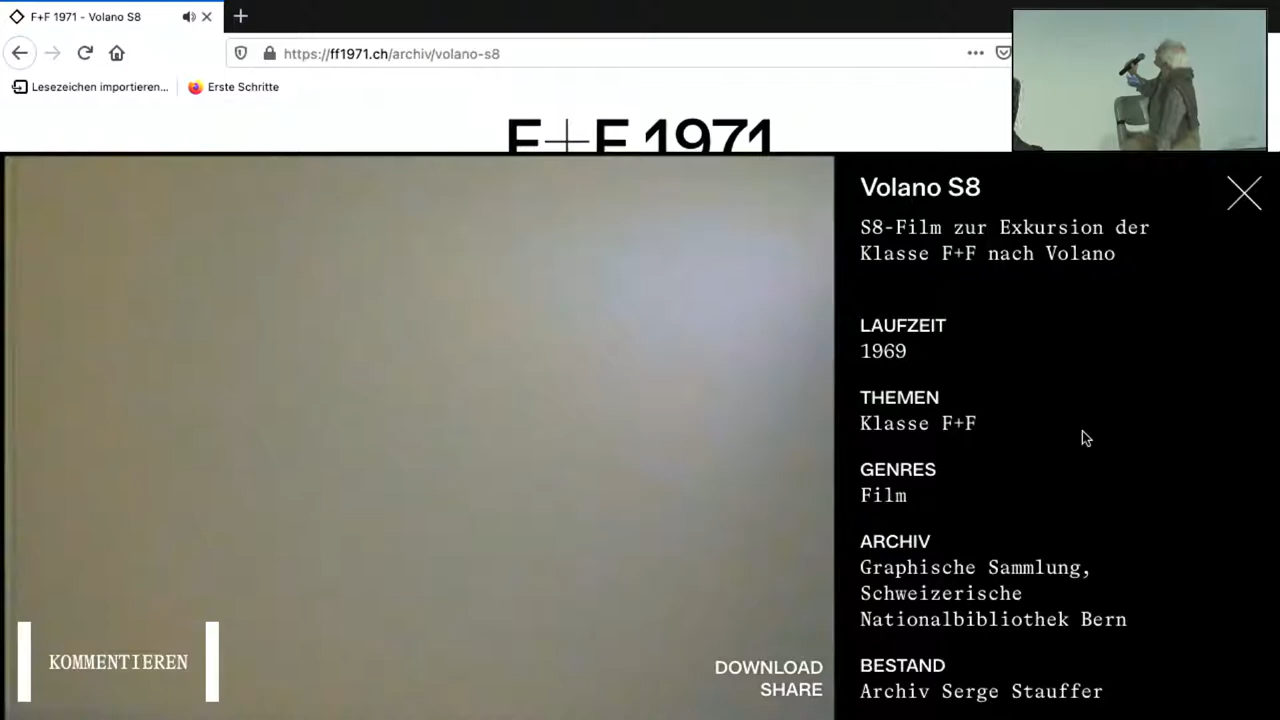 F+F 1971 - Volano S8
https://ff1971.ch/archiv/volano-s8
Lesezeichen importieren...
Erste Schritte
F+F 1971
Volano S8
S8-Film zur Exkursion der
Klasse F+F nach Volano
LAUFZEIT
1969
THEMEN
Klasse F+F
GENRES
Film
ARCHIV
Graphische Sammlung,
Schweizerische
Nationalbibliothek Bern
BESTAND
Archiv Serge Stauffer
KOMMENTIEREN
DOWNLOAD
SHARE